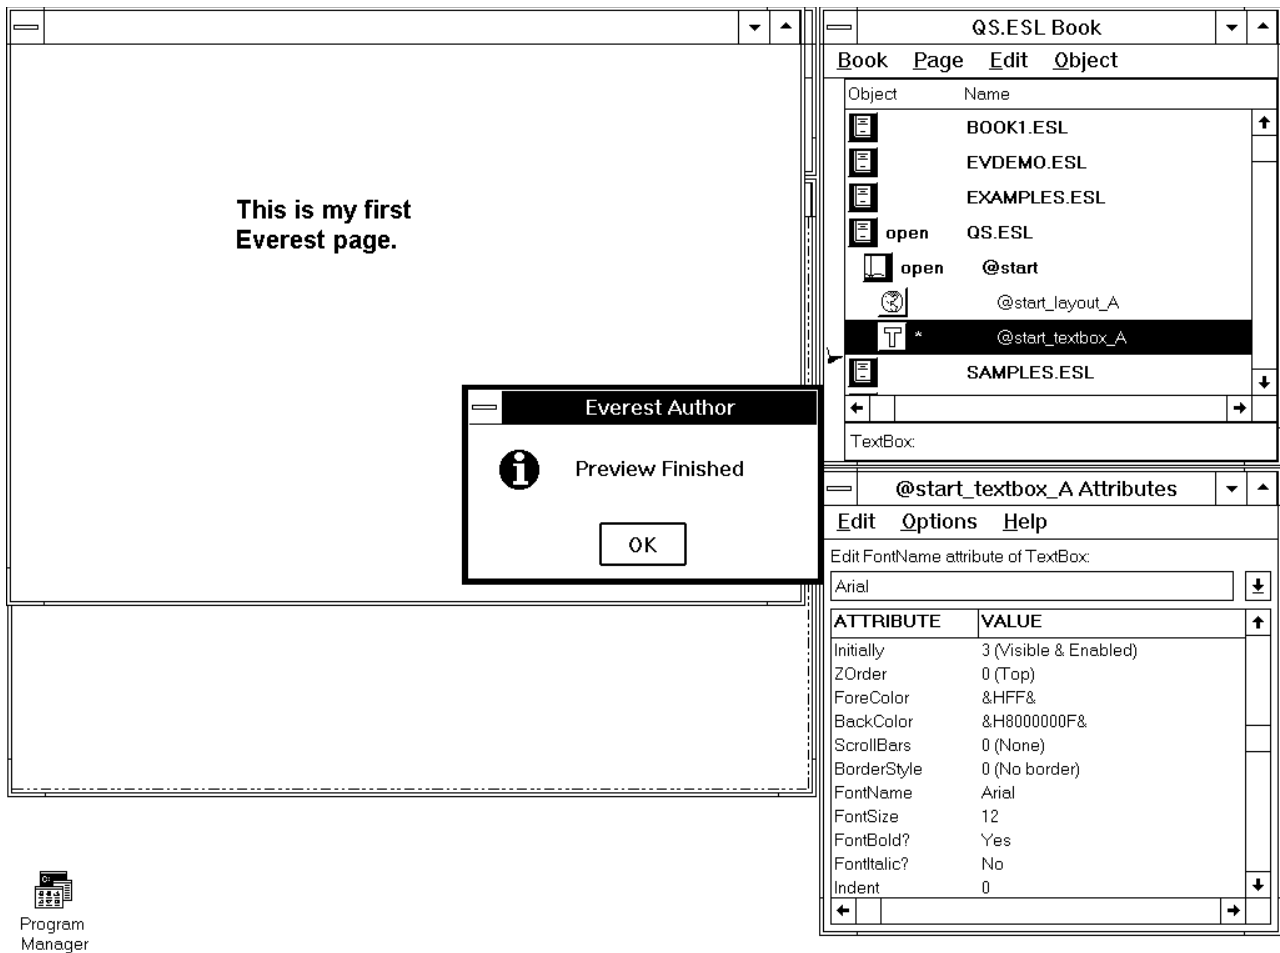 This is my first
Everest page.
Everest Author
Preview Finished
OK
QS.ESL Book
Book Page Edit Object
Object Name
BOOK1.ESL
EVDEMO.ESL
EXAMPLES.ESL
open QS.ESL
open @start
@start_layout_A
T * @start_textbox_A
SAMPLES.ESL
TextBox:
@start_textbox_A Attributes
Edit Options Help
Edit FontName attribute of TextBox:
Arial
ATTRIBUTE VALUE
Initially 3 (Visible & Enabled)
ZOrder 0 (Top)
ForeColor &HFF&
BackColor &H8000000F&
ScrollBars 0 (None)
BorderStyle 0 (No border)
FontName Arial
FontSize 12
FontBold? Yes
FontItalic? No
Indent 0
Program
Manager